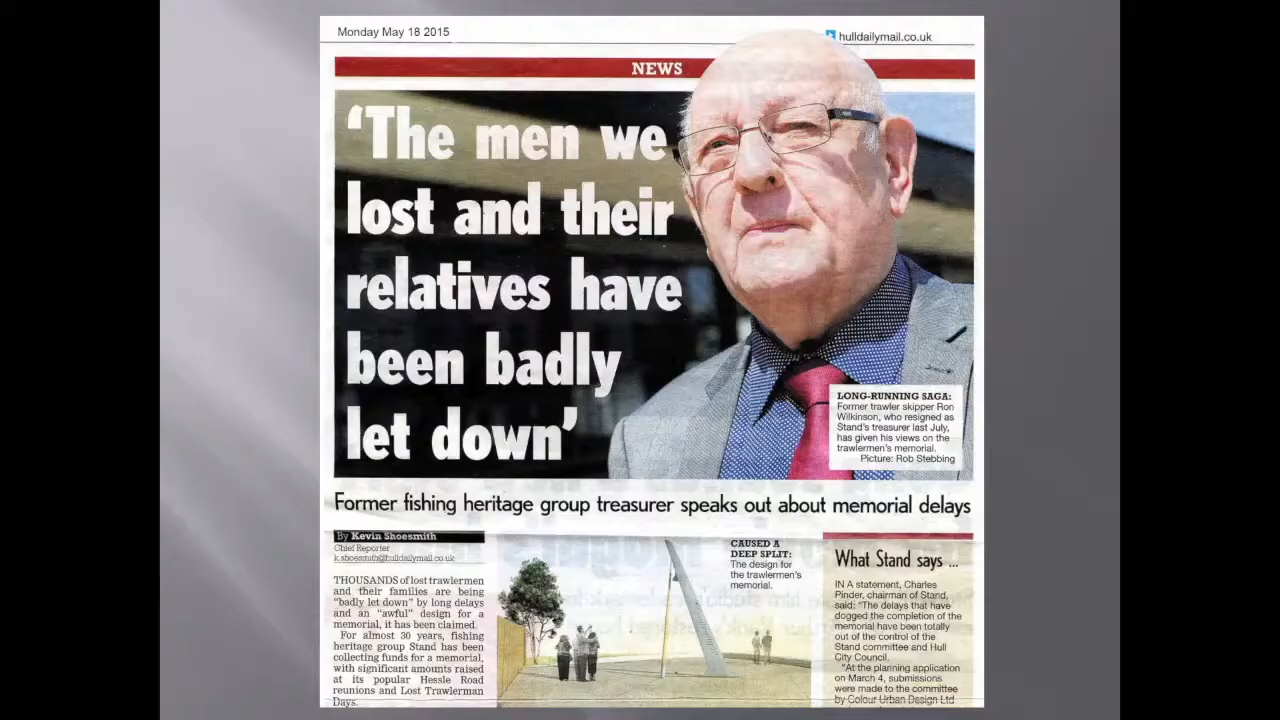 Monday May 18 2015
hulldailymail.co.uk
NEWS
‘The men we
lost and their
relatives have
been badly
let down’
LONG-RUNNING SAGA:
Former trawler skipper Ron
Wilkinson, who resigned as
Stand's treasurer last July,
has given his views on the
trawlermen's memorial.
Picture: Rob Stebbing
Former fishing heritage group treasurer speaks out about memorial delays
By Kevin Shoesmith
Chief Reporter
k.shoesmith@hulldailymail.co.uk
THOUSANDS of lost trawlermen
and their families are being
“badly let down” by long delays
and an “awful” design for a
memorial, it has been claimed.
For almost 30 years, fishing
heritage group Stand has been
collecting funds for a memorial,
with significant amounts raised
at its popular Hessle Road
reunions and Lost Trawlerman
Days.
CAUSED A
DEEP SPLIT:
The design for
the trawlermen's
memorial.
What Stand says ...
IN A statement, Charles
Pinder, chairman of Stand,
said: “The delays that have
dogged the completion of the
memorial have been totally
out of the control of the
Stand committee and Hull
City Council.
“At the planning application
on March 4, submissions
were made to the committee
by Colour Urban Design Ltd